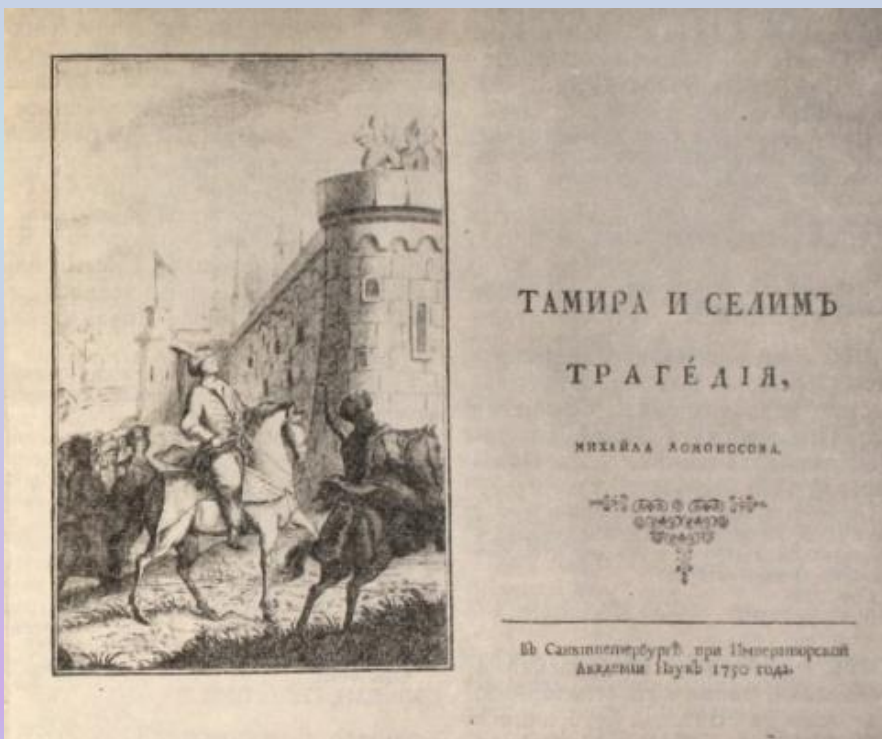 ТАМИРА И СЕЛИМЪ
ТРАГЕ́ДІЯ,
МИХАЙЛА ЛОМОНОСОВА.
Въ Санктпетербургѣ при Императорской
Академіи Наукъ 1750 года.